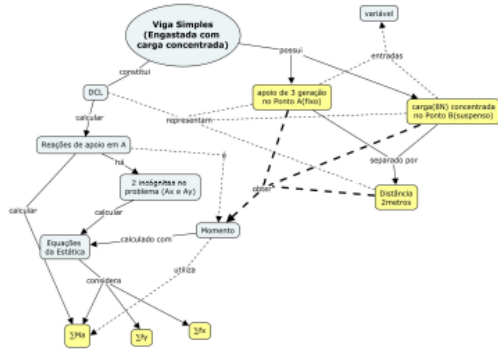 variável
Viga Simples
(Engastada com
carga concentrada)
possui
entradas
constitui
DCL
apoio de 3 geração
no Ponto A(fixo)
carga(8N) concentrada
no Ponto B(suspenso)
calcular
representam
Reações de apoio em A
é
separado por
há
2 incógnitas no
problema (Ax e Ay)
obter
Distância
2metros
calcular
calcular
Momento
calculado com
Equações
da Estática
utiliza
considera
∑Ma
∑fy
∑fx